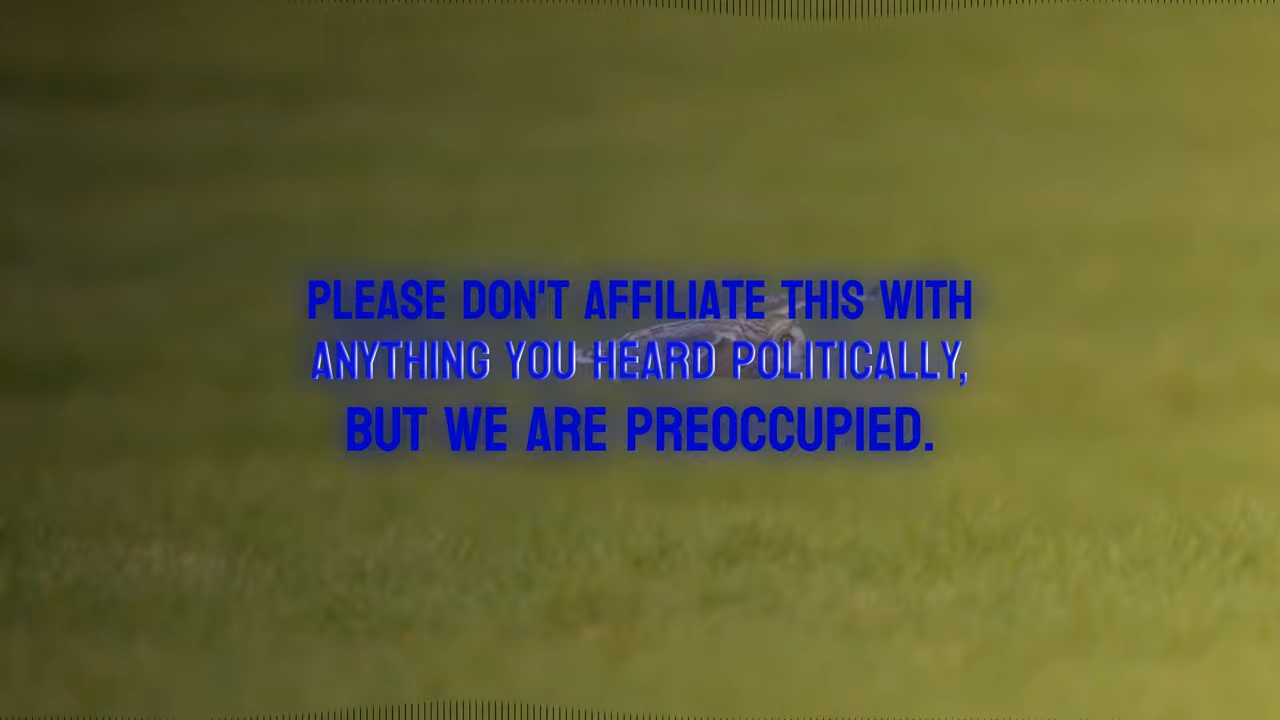 PLEASE DON'T AFFILIATE THIS WITH
ANYTHING YOU HEARD POLITICALLY,
BUT WE ARE PREOCCUPIED.